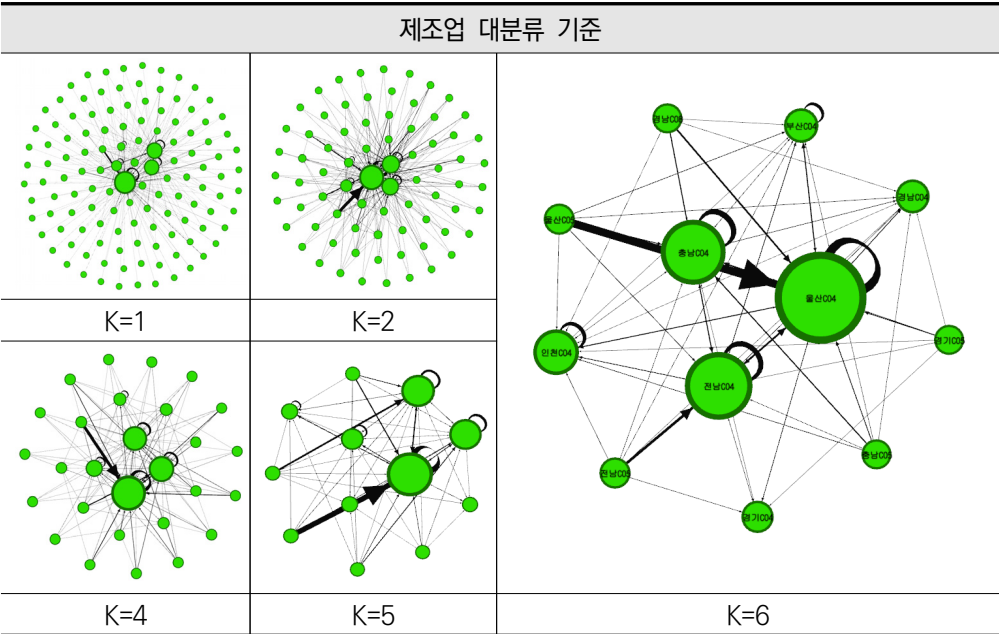 제조업 대분류 기준
K=1
K=2
경남C05
부산C04
경남C04
울산C05
충남C04
울산C04
인천C04
경기C05
전남C04
충남C05
전남C05
경기C04
K=4
K=5
K=6